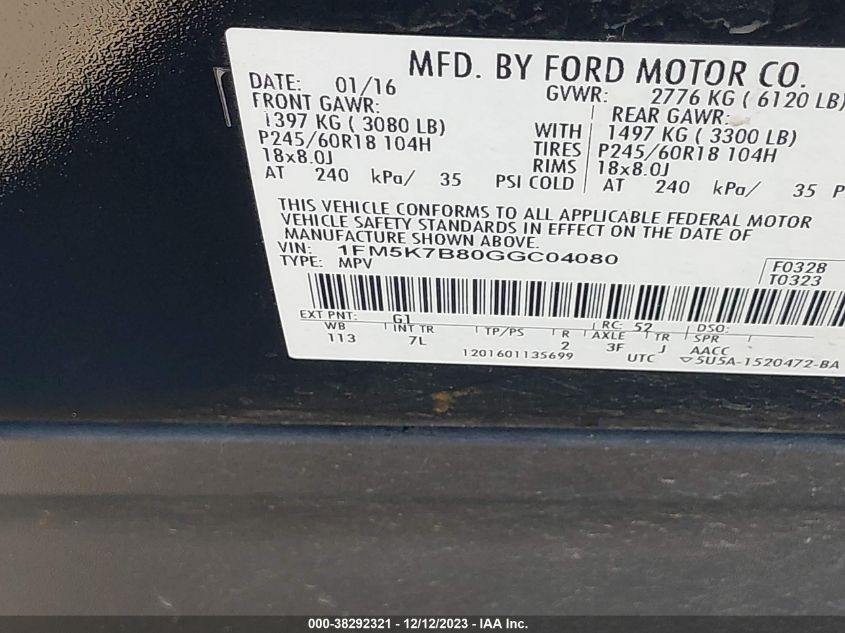 MFD. BY FORD MOTOR CO.
DATE: 01/16 GVWR: 2776 KG ( 6120 LB)
FRONT GAWR: REAR GAWR:
1397 KG ( 3080 LB) WITH 1497 KG ( 3300 LB)
P245/60R18 104H TIRES P245/60R18 104H
18x8.0J RIMS 18x8.0J
AT 240 kPa/ 35 PSI COLD AT 240 kPa/ 35 P
THIS VEHICLE CONFORMS TO ALL APPLICABLE FEDERAL MOTOR
VEHICLE SAFETY STANDARDS IN EFFECT ON THE DATE OF
MANUFACTURE SHOWN ABOVE.
VIN: 1FM5K7B80GGC04080
TYPE: MPV
F0328
T0323
EXT PNT: G1 RC: 52 DSO:
WB INT TR TP/PS R AXLE TR SPR
113 7L 2 3F J AACC
1201601135699 UTC ▽5U5A-1520472-BA
000-38292321 - 12/12/2023 - IAA Inc.